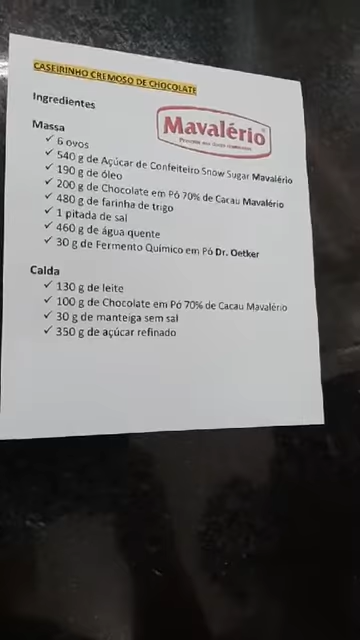 CASEIRINHO CREMOSO DE CHOCOLATE
Ingredientes
Mavalério
Massa
✓ 6 ovos
✓ 540 g de Açúcar de Confeiteiro Snow Sugar Mavalério
✓ 190 g de óleo
✓ 200 g de Chocolate em Pó 70% de Cacau Mavalério
✓ 480 g de farinha de trigo
✓ 1 pitada de sal
✓ 460 g de água quente
✓ 30 g de Fermento Químico em Pó Dr. Oetker
Calda
✓ 130 g de leite
✓ 100 g de Chocolate em Pó 70% de Cacau Mavalério
✓ 30 g de manteiga sem sal
✓ 350 g de açúcar refinado